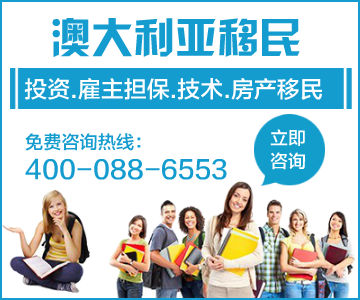 澳大利亚移民
投资.雇主担保.技术.房产移民
免费咨询热线：
400-088-6553
立即
咨询